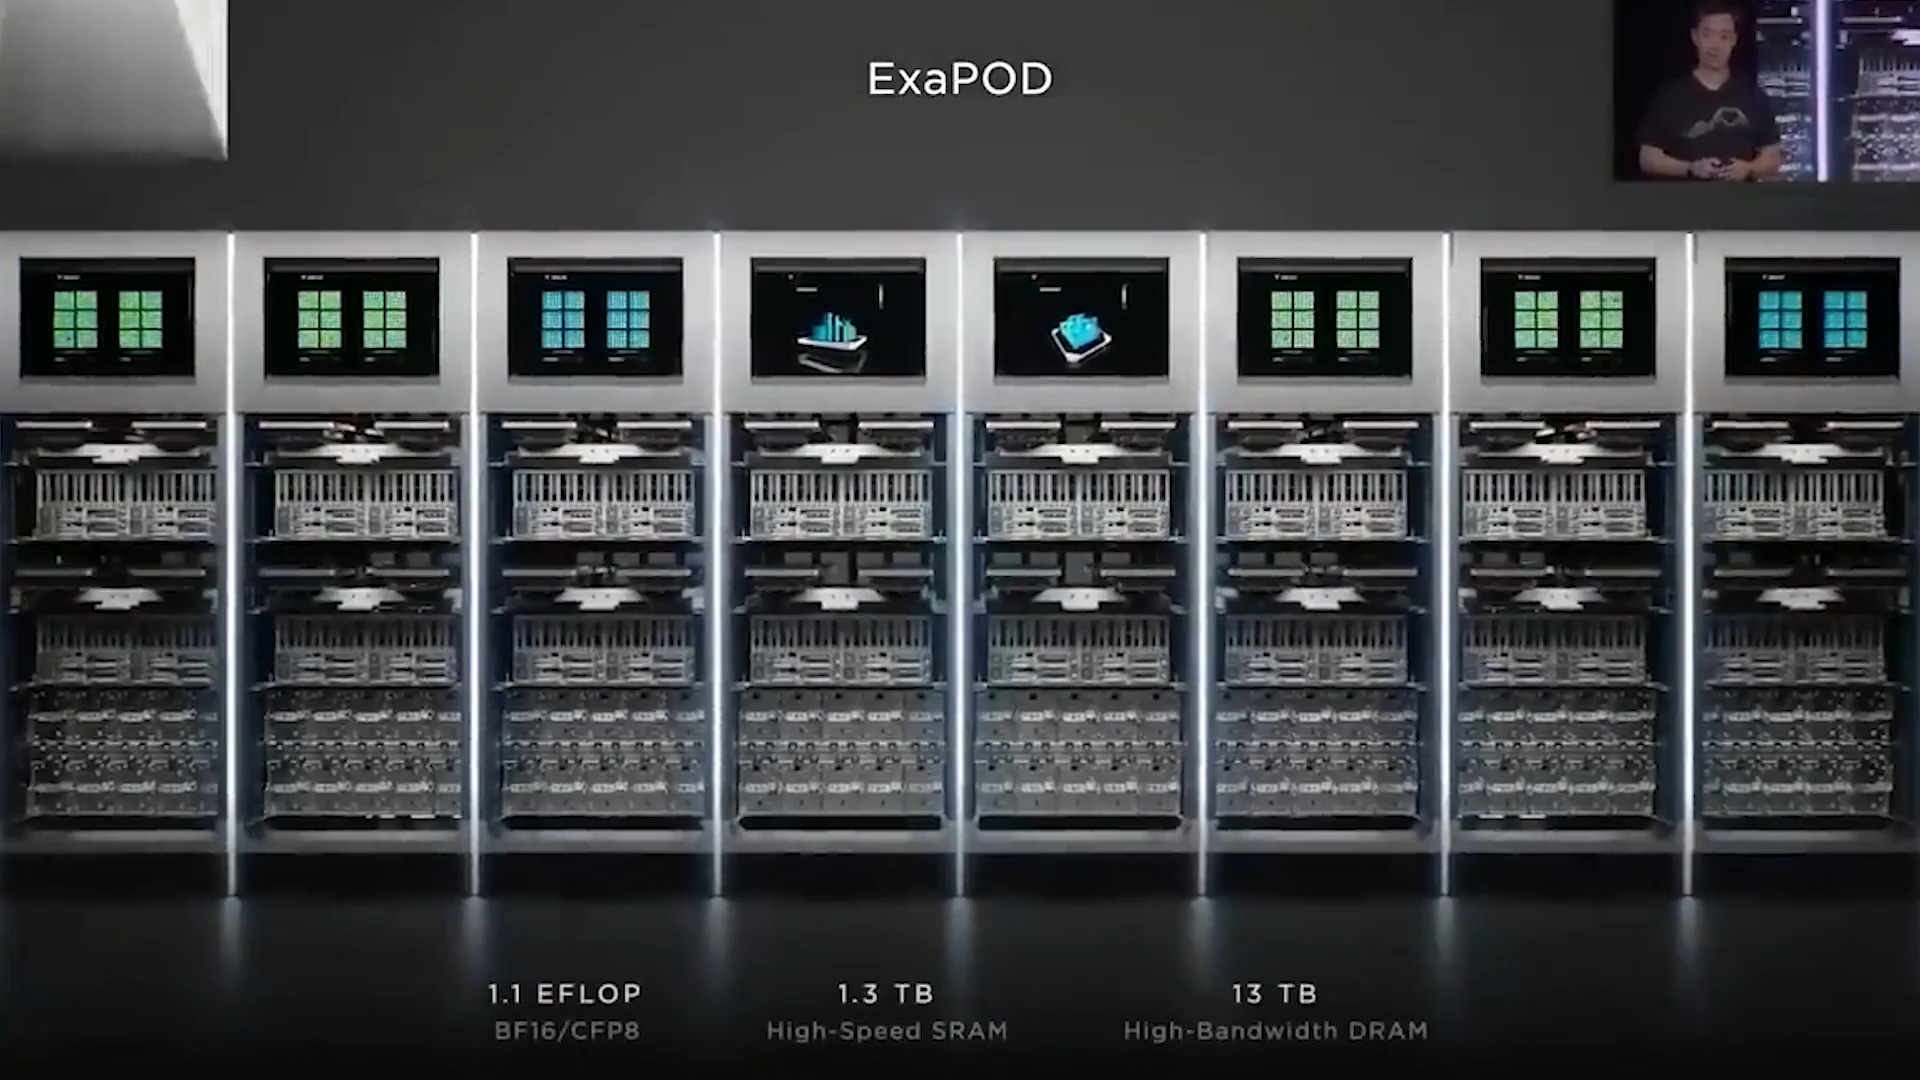 ExaPOD
1.1 EFLOP
BF16/CFP8
1.3 TB
High-Speed SRAM
13 TB
High-Bandwidth DRAM